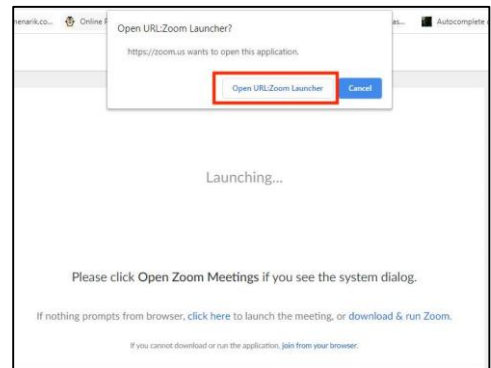 Online
Autocomplete
Open URL:Zoom Launcher?
https://zoom.us wants to open this application.
Open URL:Zoom Launcher Cancel
Launching...
Please click Open Zoom Meetings if you see the system dialog.
If nothing prompts from browser, click here to launch the meeting, or download & run Zoom.
If you cannot download or run the application, join from your browser.